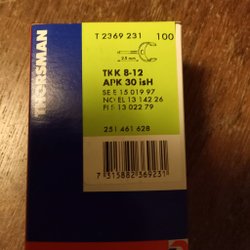 THORSMAN
T 2369 231 100
2.5 mm
TKK 8-12
APK 30 isH
SE E 15 019 97
NO EL 13 142 26
FI S 13 022 79
251 461 628
7 315882 369231